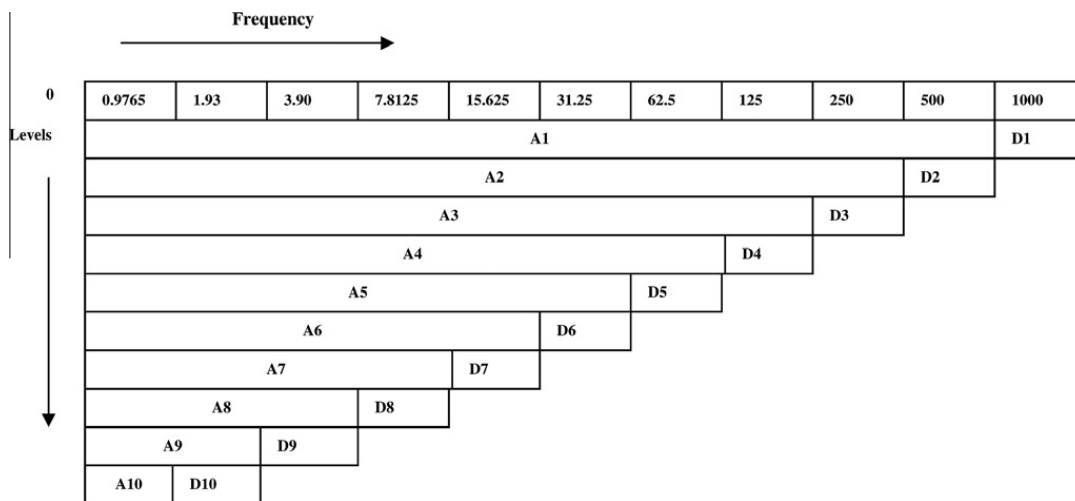 Frequency
0 0.9765 1.93 3.90 7.8125 15.625 31.25 62.5 125 250 500 1000
Levels A1 D1
A2 D2
A3 D3
A4 D4
A5 D5
A6 D6
A7 D7
A8 D8
A9 D9
A10 D10